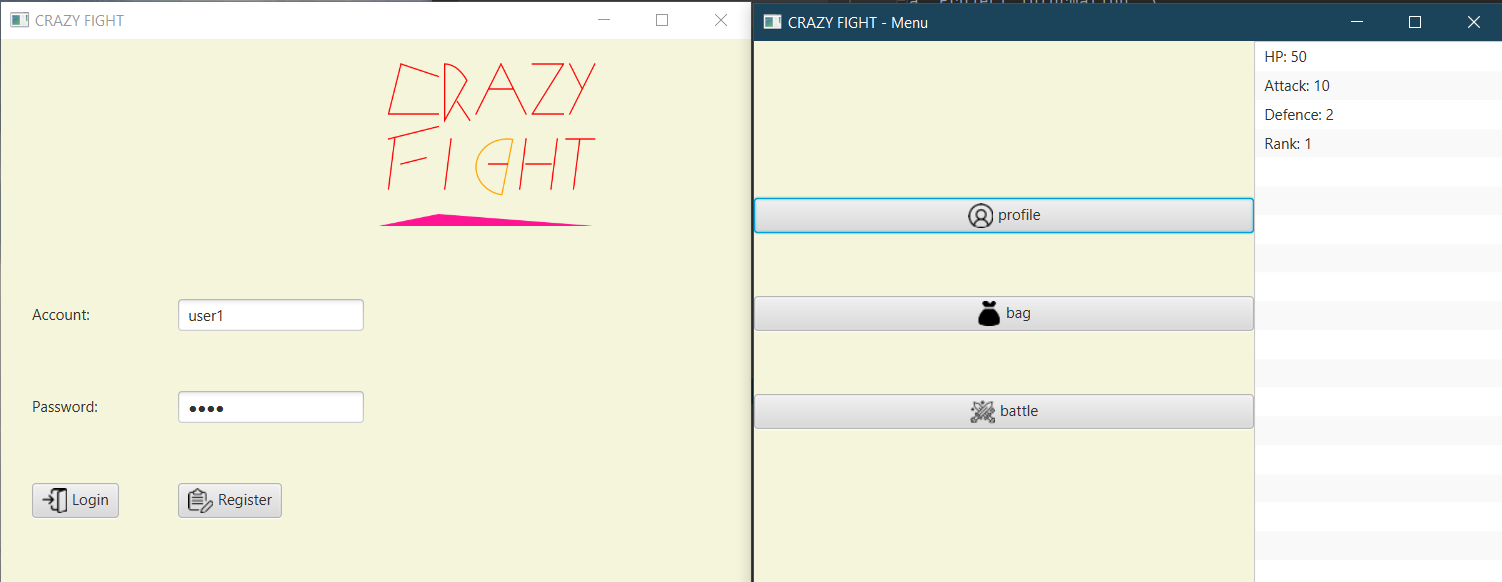 CRAZY FIGHT
CRAZY
FIGHT
Account:
user1
Password:
●●●●
Login
Register
CRAZY FIGHT - Menu
profile
bag
battle
HP: 50
Attack: 10
Defence: 2
Rank: 1